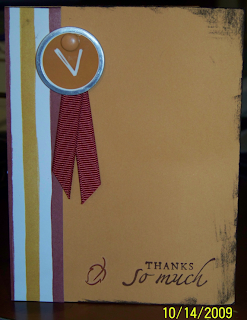 V
THANKS
so much
10/14/2009